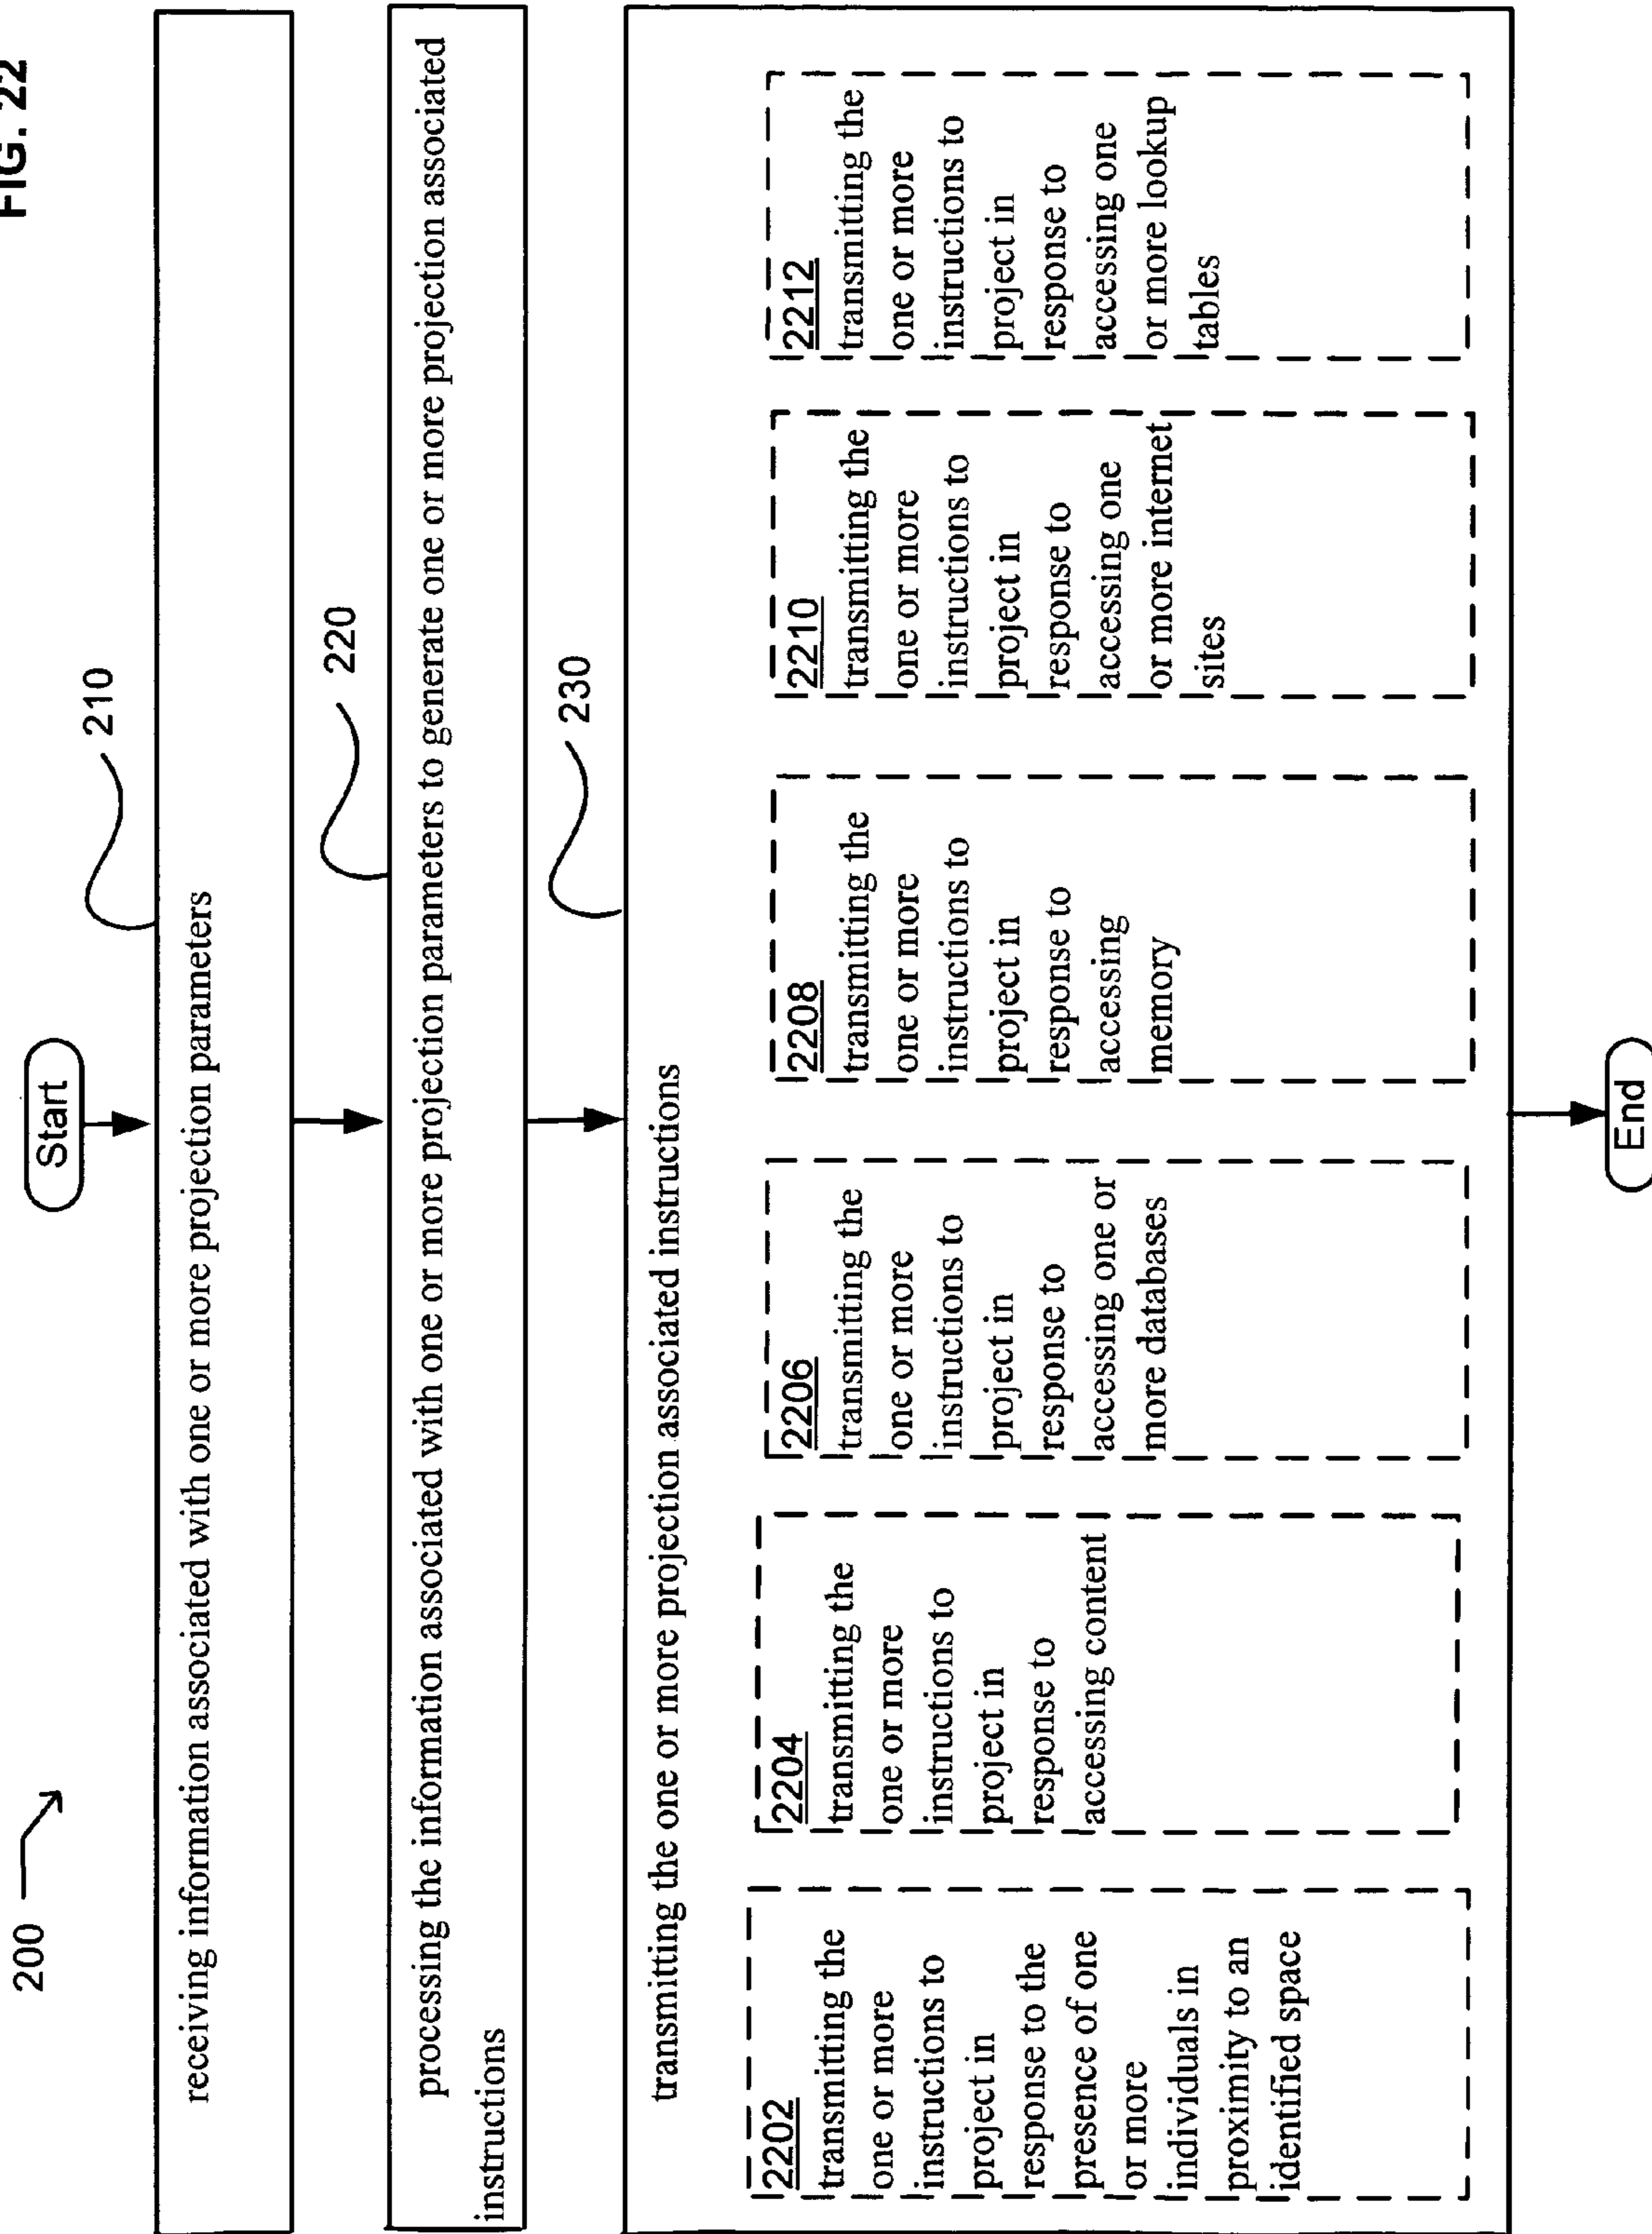 FIG. 22
200
Start
210
receiving information associated with one or more projection parameters
220
processing the information associated with one or more projection parameters to generate one or more projection associated
instructions
230
transmitting the one or more projection associated instructions
2202
transmitting the
one or more
instructions to
project in
response to the
presence of one
or more
individuals in
proximity to an
identified space
2204
transmitting the
one or more
instructions to
project in
response to
accessing content
2206
transmitting the
one or more
instructions to
project in
response to
accessing one or
more databases
2208
transmitting the
one or more
instructions to
project in
response to
accessing
memory
2210
transmitting the
one or more
instructions to
project in
response to
accessing one
or more internet
sites
2212
transmitting the
one or more
instructions to
project in
response to
accessing one
or more lookup
tables
End